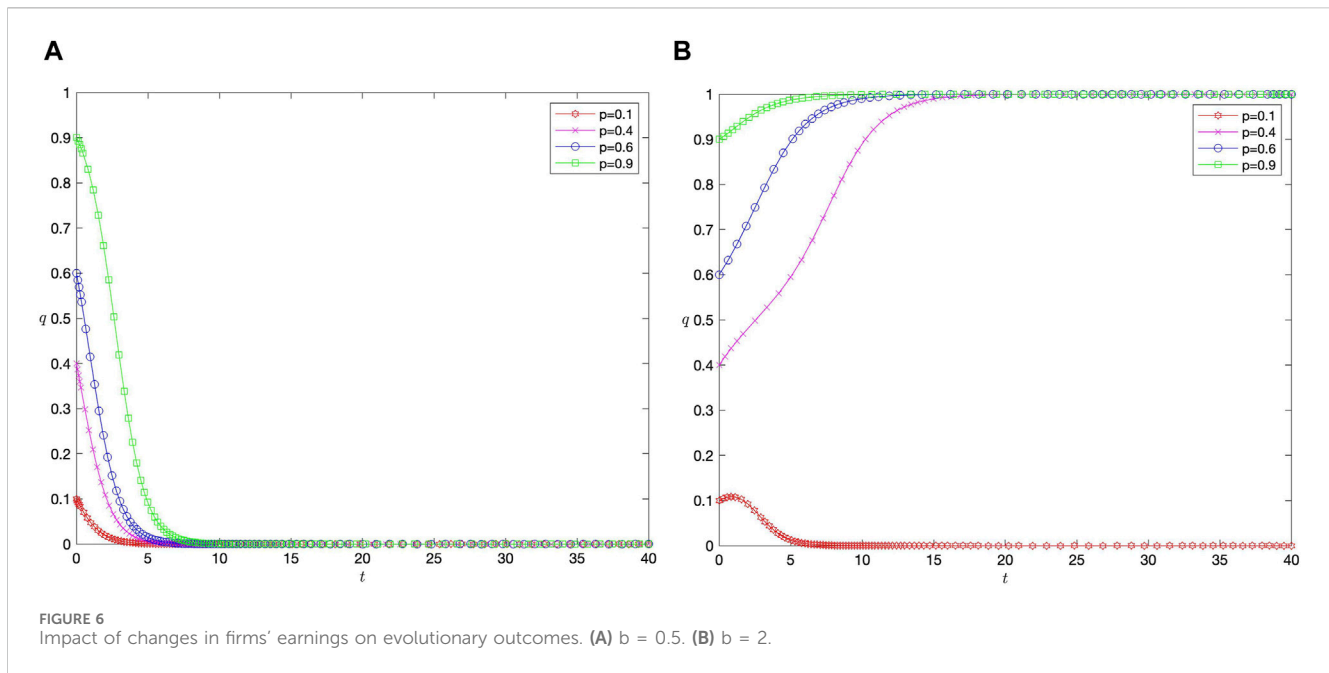 A
B
1
0.9
0.8
0.7
0.6
0.5
q
0.4
0.3
0.2
0.1
0
0 5 10 15 20 25 30 35 40
t
p=0.1
p=0.4
p=0.6
p=0.9
1
0.9
0.8
0.7
0.6
0.5
q
0.4
0.3
0.2
0.1
0
0 5 10 15 20 25 30 35 40
t
p=0.1
p=0.4
p=0.6
p=0.9
FIGURE 6
Impact of changes in firms' earnings on evolutionary outcomes. (A) b = 0.5. (B) b = 2.